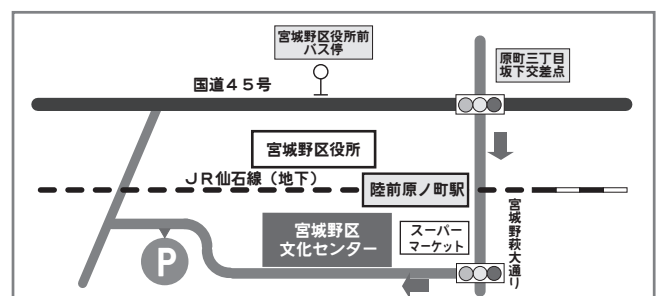 宮城野区役所前
バス停
原町三丁目
坂下交差点
国道４５号
宮城野区役所
ＪＲ仙石線（地下）
陸前原ノ町駅
宮城野萩大通り
宮城野区
文化センター
スーパー
マーケット
P